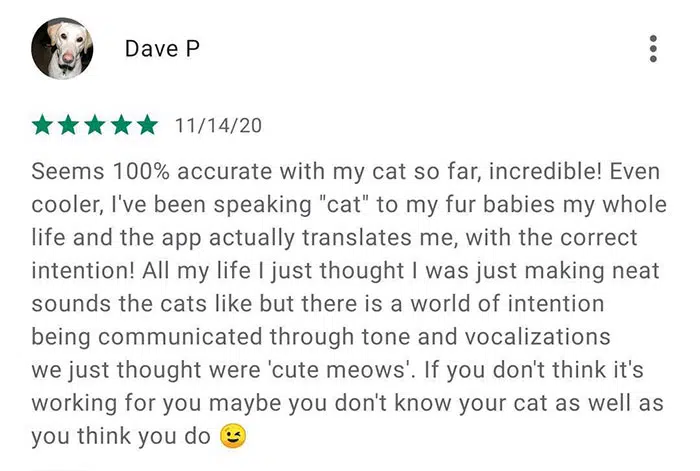 Dave P
11/14/20
Seems 100% accurate with my cat so far, incredible! Even
cooler, I've been speaking "cat" to my fur babies my whole
life and the app actually translates me, with the correct
intention! All my life I just thought I was just making neat
sounds the cats like but there is a world of intention
being communicated through tone and vocalizations
we just thought were 'cute meows'. If you don't think it's
working for you maybe you don't know your cat as well as
you think you do 😉